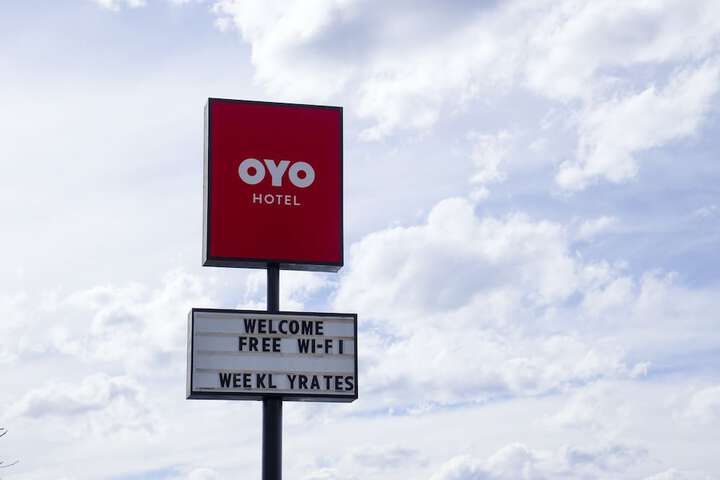 OYO
HOTEL
WELCOME
FREE WI-FI
WEEKL YRATES